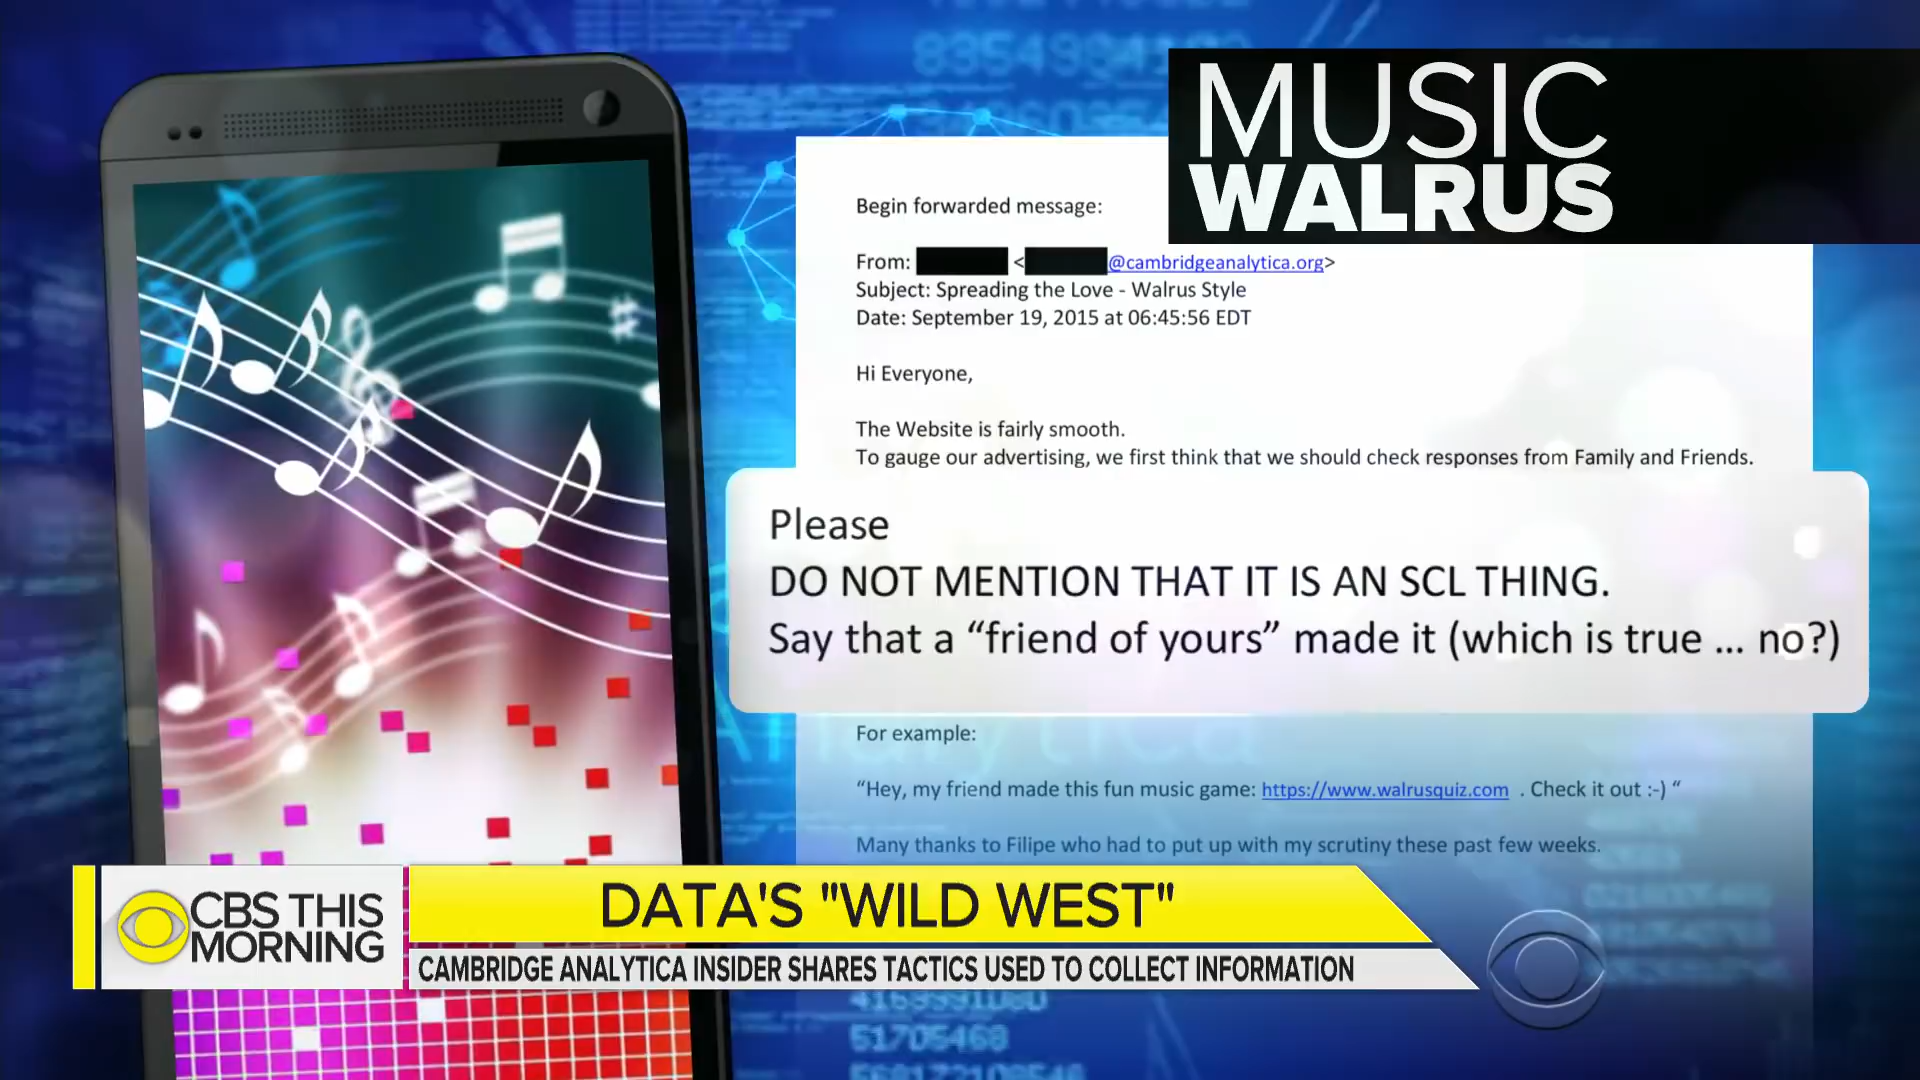 MUSIC
WALRUS
Begin forwarded message:
From: < @cambridgeanalytica.org>
Subject: Spreading the Love - Walrus Style
Date: September 19, 2015 at 06:45:56 EDT
Hi Everyone,
The Website is fairly smooth.
To gauge our advertising, we first think that we should check responses from Family and Friends.
Please
DO NOT MENTION THAT IT IS AN SCL THING.
Say that a “friend of yours” made it (which is true ... no?)
For example:
“Hey, my friend made this fun music game: https://www.walrusquiz.com . Check it out :-) “
Many thanks to Filipe who had to put up with my scrutiny these past few weeks.
CBS THIS
MORNING
DATA'S "WILD WEST"
CAMBRIDGE ANALYTICA INSIDER SHARES TACTICS USED TO COLLECT INFORMATION
51705468